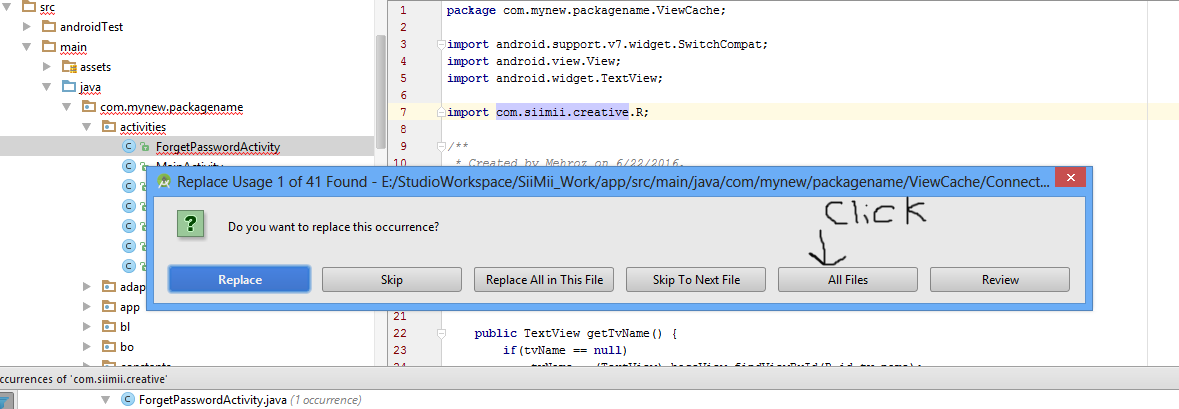 src
androidTest
main
assets
java
com.mynew.packagename
activities
ForgetPasswordActivity
MainActivity
adap
app
bl
bo
1 package com.mynew.packagename.ViewCache;
2
3 import android.support.v7.widget.SwitchCompat;
4 import android.view.View;
5 import android.widget.TextView;
6
7 import com.siimii.creative.R;
8
9 /**
10 * Created by Mehroz on 6/22/2016.
Replace Usage 1 of 41 Found - E:/StudioWorkspace/SiiMii_Work/app/src/main/java/com/mynew/packagename/ViewCache/Connect...
Click
Do you want to replace this occurrence?
Replace Skip Replace All in This File Skip To Next File All Files Review
21
22 public TextView getTvName() {
23 if(tvName == null)
ccurrences of 'com.siimii.creative'
ForgetPasswordActivity.java (1 occurrence)